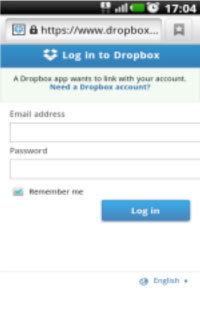 17:04
https://www.dropbox...
Log in to Dropbox
A Dropbox app wants to link with your account.
Need a Dropbox account?
Email address
Password
Remember me
Log in
English